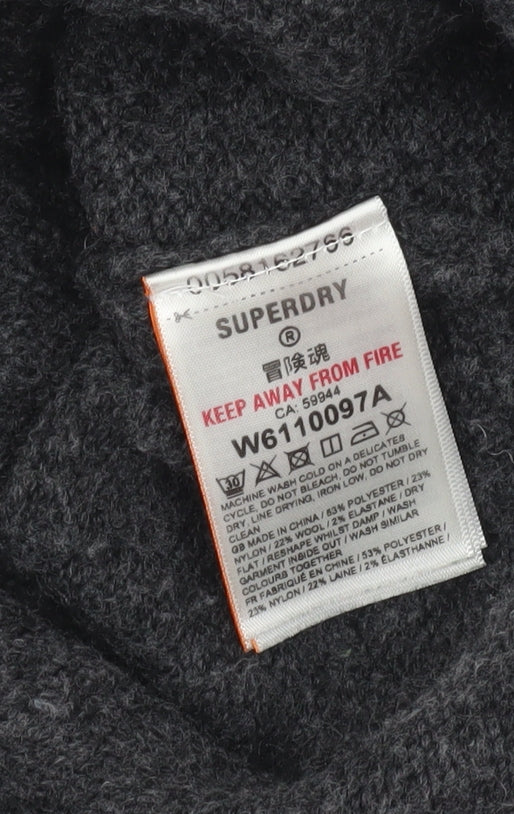 0058162766
SUPERDRY
®
冒険魂
KEEP AWAY FROM FIRE
CA: 59944
W6110097A
30
MACHINE WASH COLD ON A DELICATE
CYCLE, DO NOT BLEACH, DO NOT TUMBLE
DRY, LINE DRYING, IRON LOW, DO NOT DRY
CLEAN
GB MADE IN CHINA / 53% POLYESTER / 23%
NYLON / 22% WOOL / 2% ELASTANE / DRY
FLAT / RESHAPE WHILST DAMP / WASH
GARMENT INSIDE OUT / WASH SIMILAR
COLOURS TOGETHER
FR FABRIQUÉ EN CHINE / 53% POLYESTER /
23% NYLON / 22% LAINE / 2% ÉLASTHANNE /